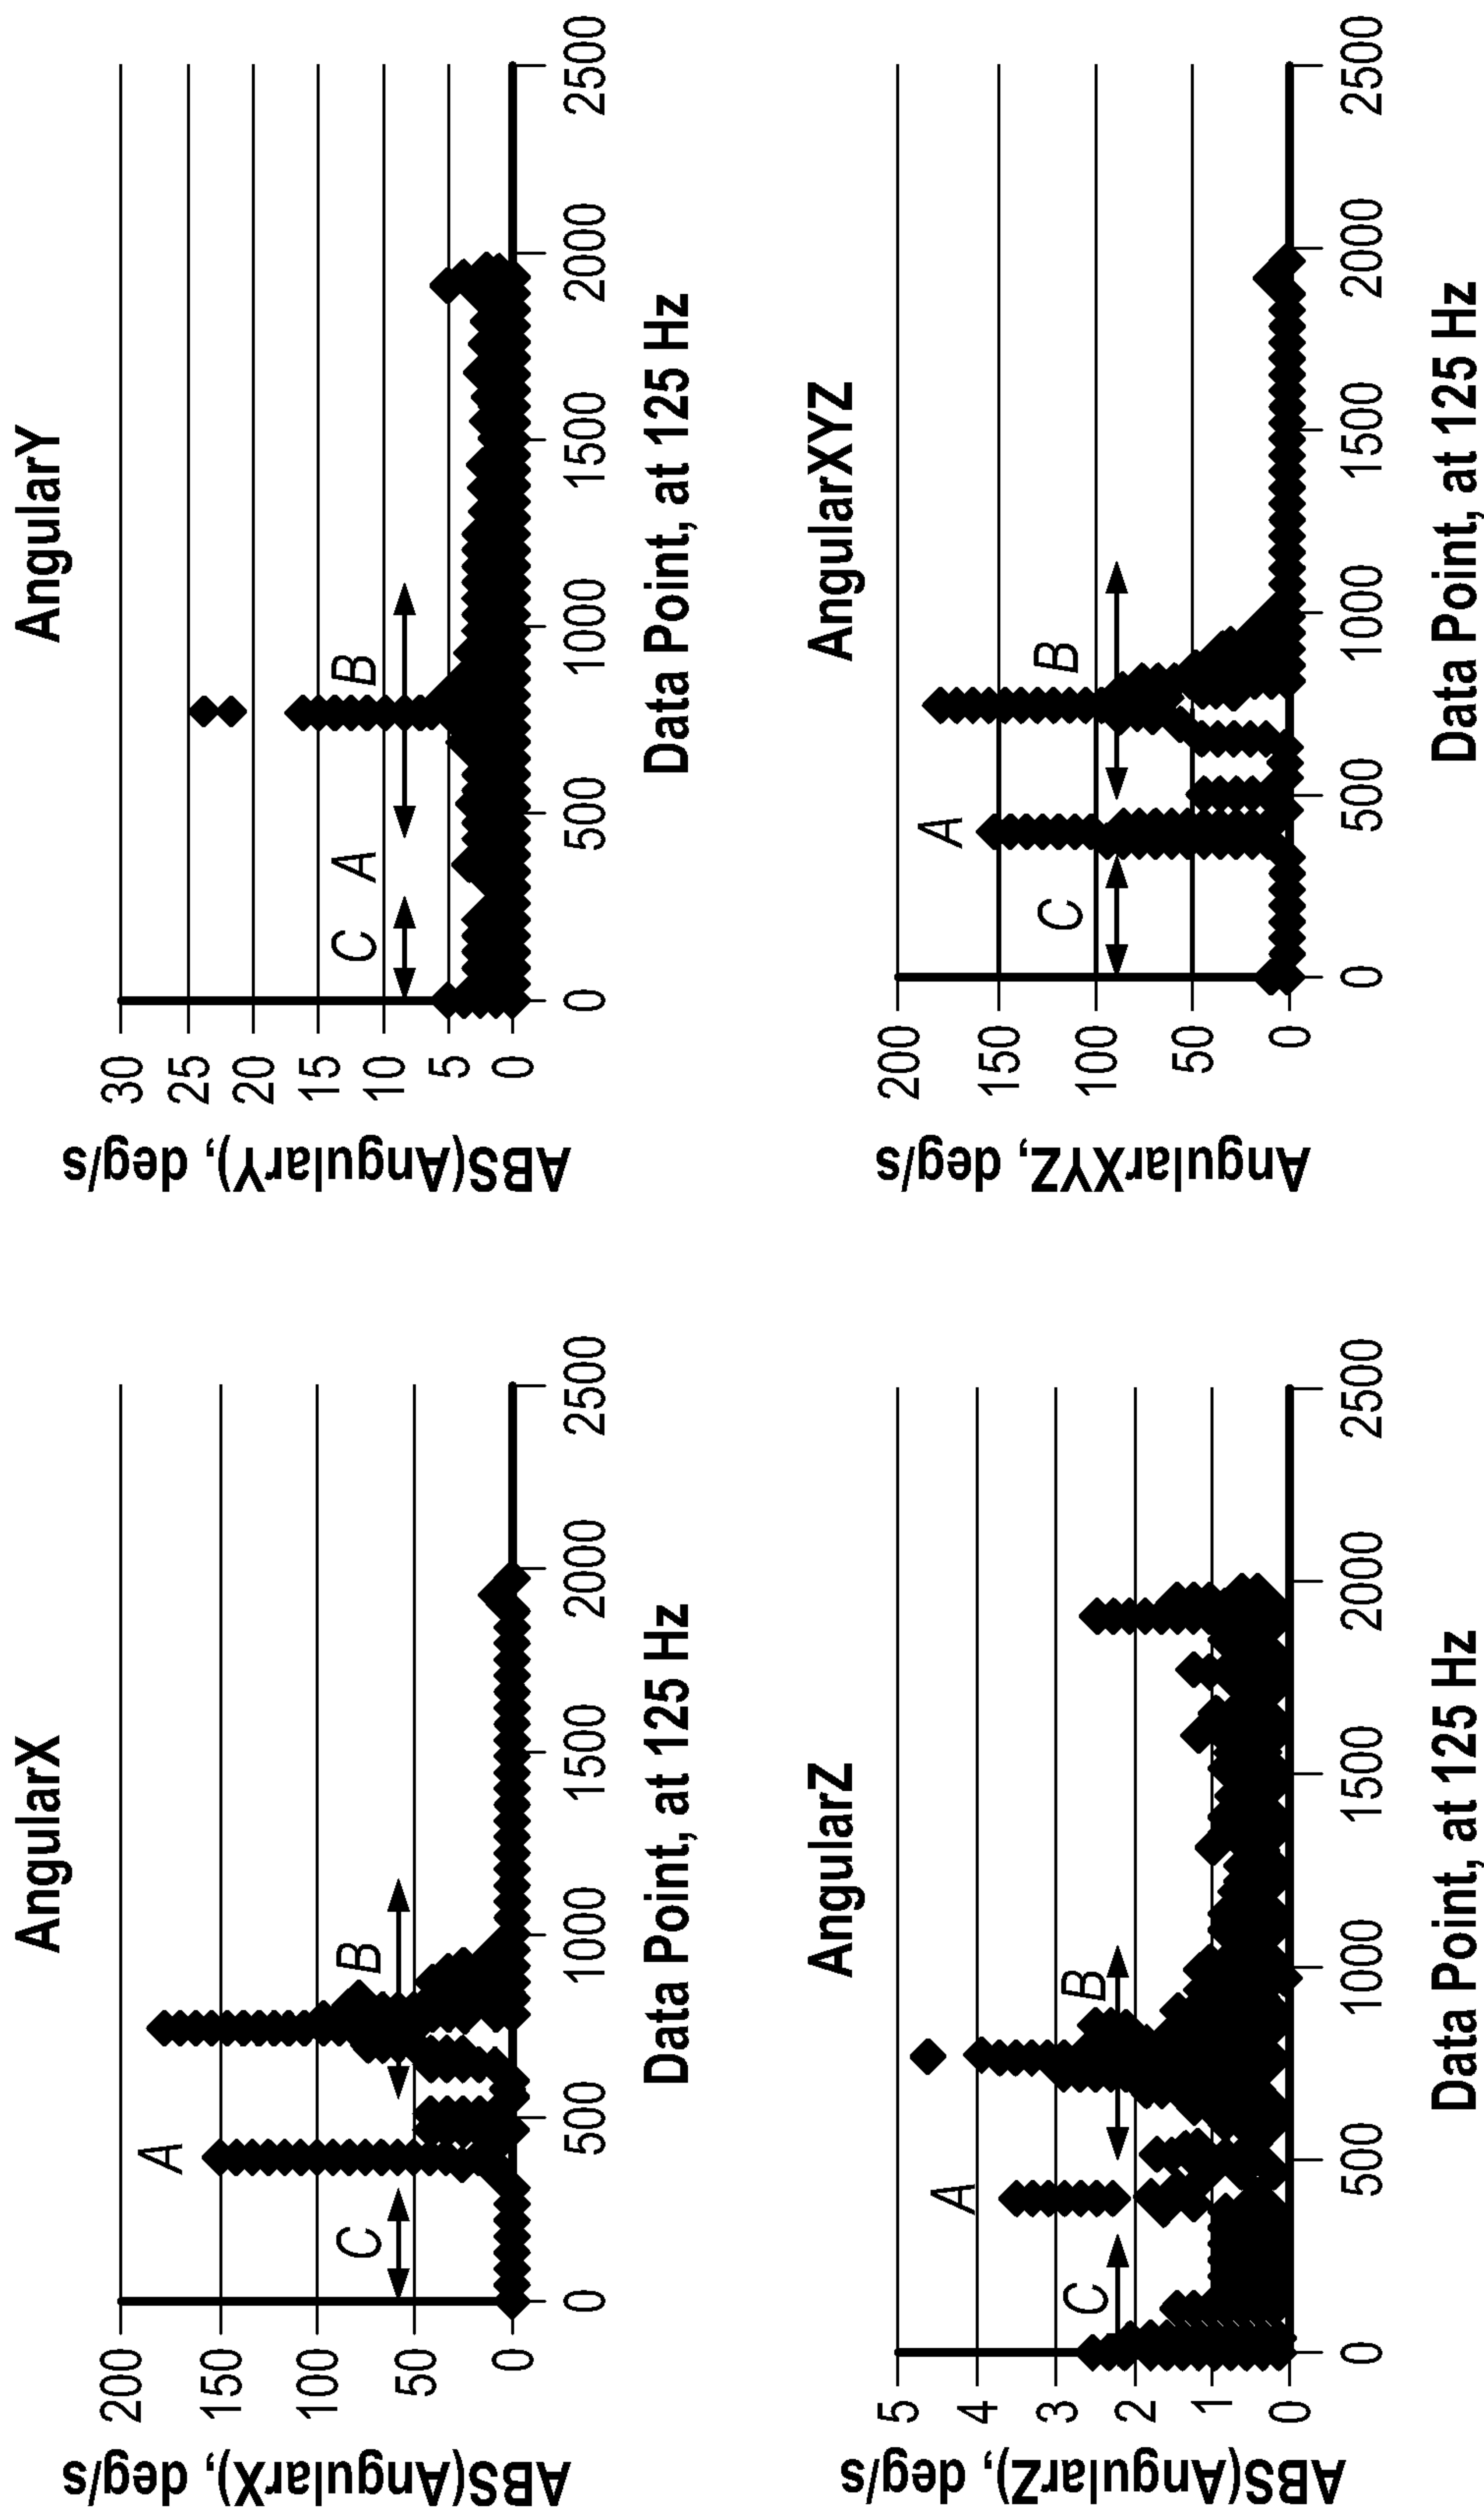 AngularX
ABS(AngularX), deg/s
200
150
100
50
0
A
B
C
0
500
1000
1500
2000
2500
Data Point, at 125 Hz
AngularY
ABS(AngularY), deg/s
30
25
20
15
10
5
0
C
A
B
0
500
1000
1500
2000
2500
Data Point, at 125 Hz
AngularZ
ABS(AngularZ), deg/s
5
4
3
2
1
0
A
B
C
0
500
1000
1500
2000
2500
Data Point, at 125 Hz
AngularXYZ
AngularXYZ, deg/s
200
150
100
50
0
A
B
C
0
500
1000
1500
2000
2500
Data Point, at 125 Hz